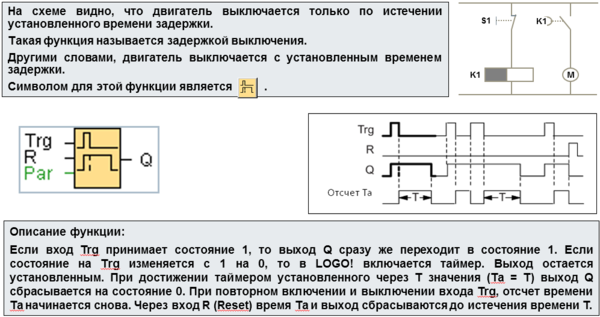 На схеме видно, что двигатель выключается только по истечении
установленного времени задержки.
Такая функция называется задержкой выключения.
Другими словами, двигатель выключается с установленным временем
задержки.
Символом для этой функции является .
S1
K1
K1
M
Trg
R
Par
Q
Trg
R
Q
Отсчет Ta
T
T
Описание функции:
Если вход Trg принимает состояние 1, то выход Q сразу же переходит в состояние 1. Если
состояние на Trg изменяется с 1 на 0, то в LOGO! включается таймер. Выход остается
установленным. При достижении таймером установленного через T значения (Ta = T) выход Q
сбрасывается на состояние 0. При повторном включении и выключении входа Trg, отсчет времени
Ta начинается снова. Через вход R (Reset) время Ta и выход сбрасываются до истечения времени T.